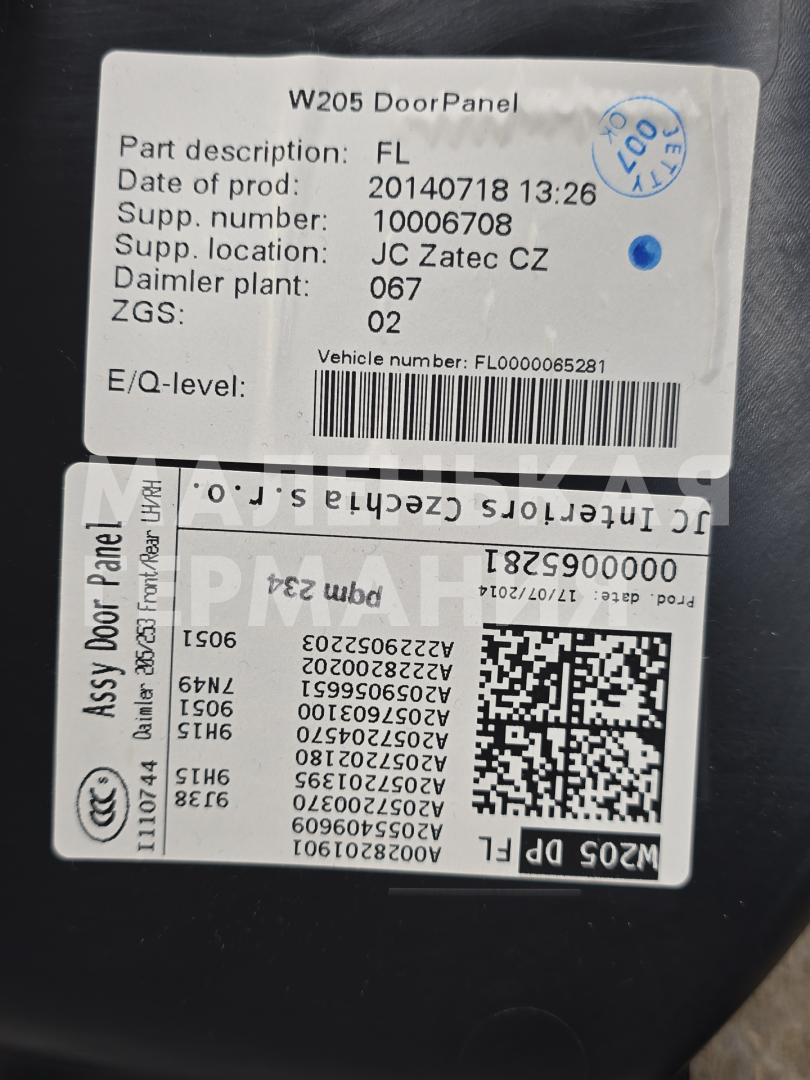 W205 DoorPanel
Part description: FL
Date of prod: 20140718 13:26
Supp. number: 10006708
Supp. location: JC Zatec CZ
Daimler plant: 067
ZGS: 02
Vehicle number: FL0000065281
E/Q-level:
JETTY
007
OK
W205 DP FL
A0028201901
A2055409609
A2057200370 9J38
A2057201395 9H15
A2057202180
A2057204570 9H15
A2057603100 9051
A2059056651 7N49
A2228200202
A2229052203 9051
pqm 234
Prod. date: 17/07/2014
0000065281
JC Interiors Czechia s.r.o.
Assy Door Panel
Daimler 205/253 Front/Rear LH/RH
I110744
CCC S
МАЛЕНЬКАЯ
ГЕРМАНИЯ